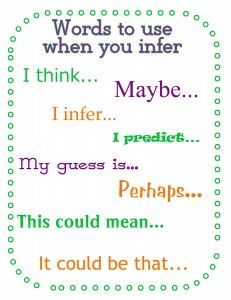 Words to use
when you infer
I think...
Maybe...
I infer...
I predict...
My guess is...
Perhaps...
This could mean...
It could be that...